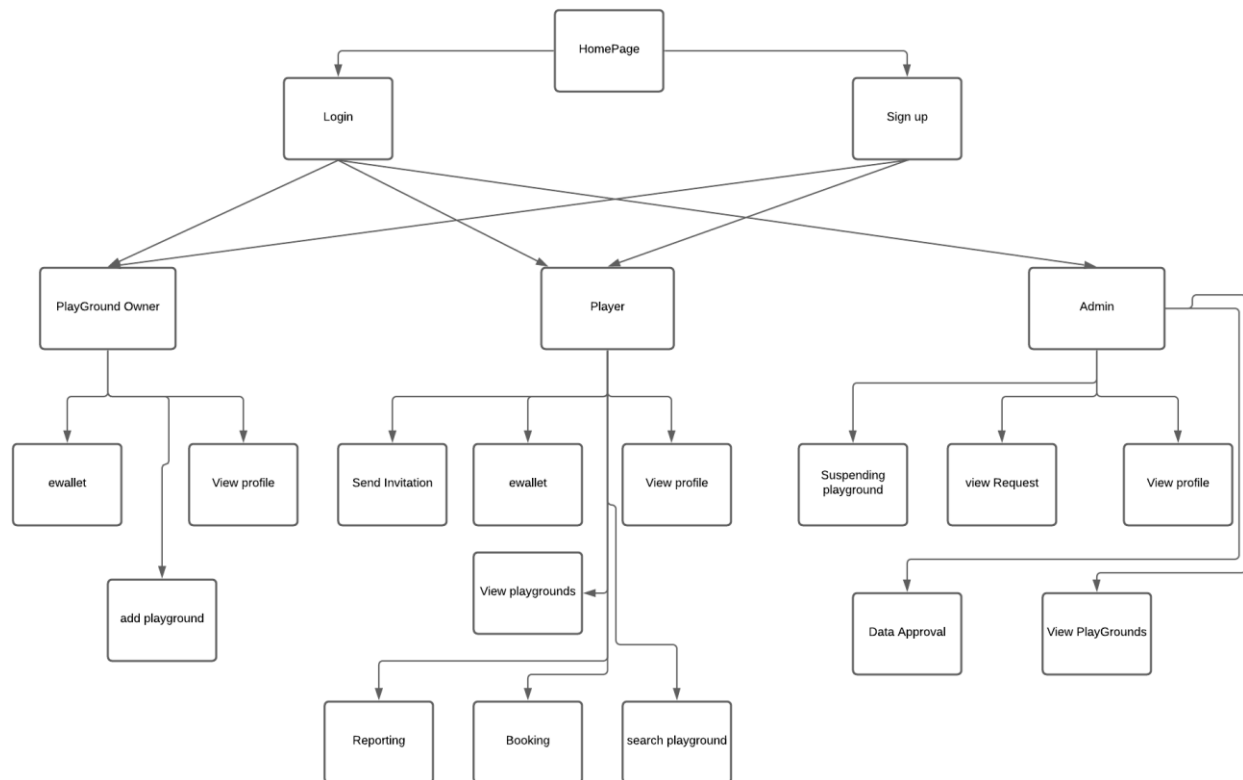 HomePage
Login
Sign up
PlayGround Owner
Player
Admin
ewallet
View profile
Send Invitation
ewallet
View profile
Suspending
playground
view Request
View profile
add playground
View playgrounds
Data Approval
View PlayGrounds
Reporting
Booking
search playground